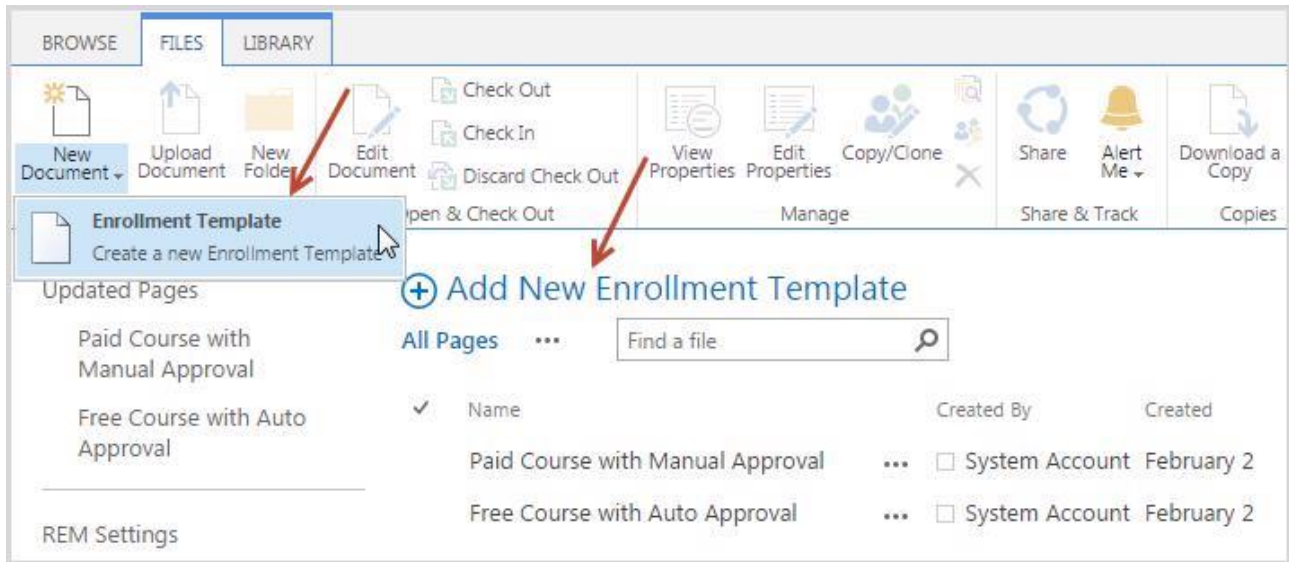 BROWSE FILES LIBRARY
New Document
Upload Document
New Folder
Edit Document
Check Out
Check In
Discard Check Out
View Properties
Edit Properties
Copy/Clone
Share
Alert Me
Download a Copy
pen & Check Out
Manage
Share & Track
Copies
Enrollment Template
Create a new Enrollment Template
Updated Pages
Paid Course with
Manual Approval
Free Course with Auto
Approval
REM Settings
Add New Enrollment Template
All Pages ••• Find a file
Name Created By Created
Paid Course with Manual Approval ••• System Account February 2
Free Course with Auto Approval ••• System Account February 2